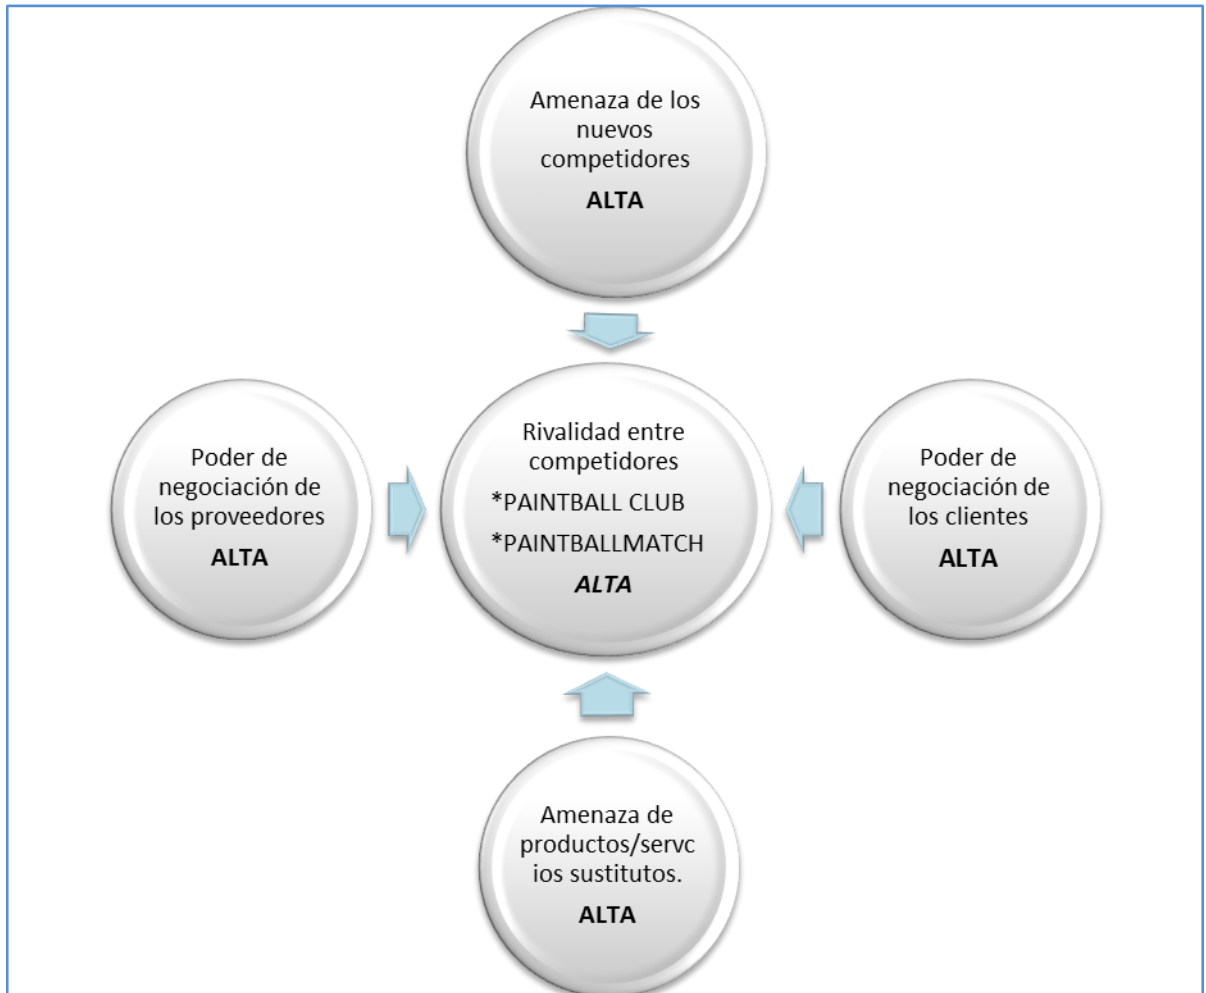 Amenaza de los
nuevos
competidores
ALTA
Poder de
negociación de
los proveedores
ALTA
Rivalidad entre
competidores
*PAINTBALL CLUB
*PAINTBALLMATCH
ALTA
Poder de
negociación de
los clientes
ALTA
Amenaza de
productos/servc
ios sustitutos.
ALTA